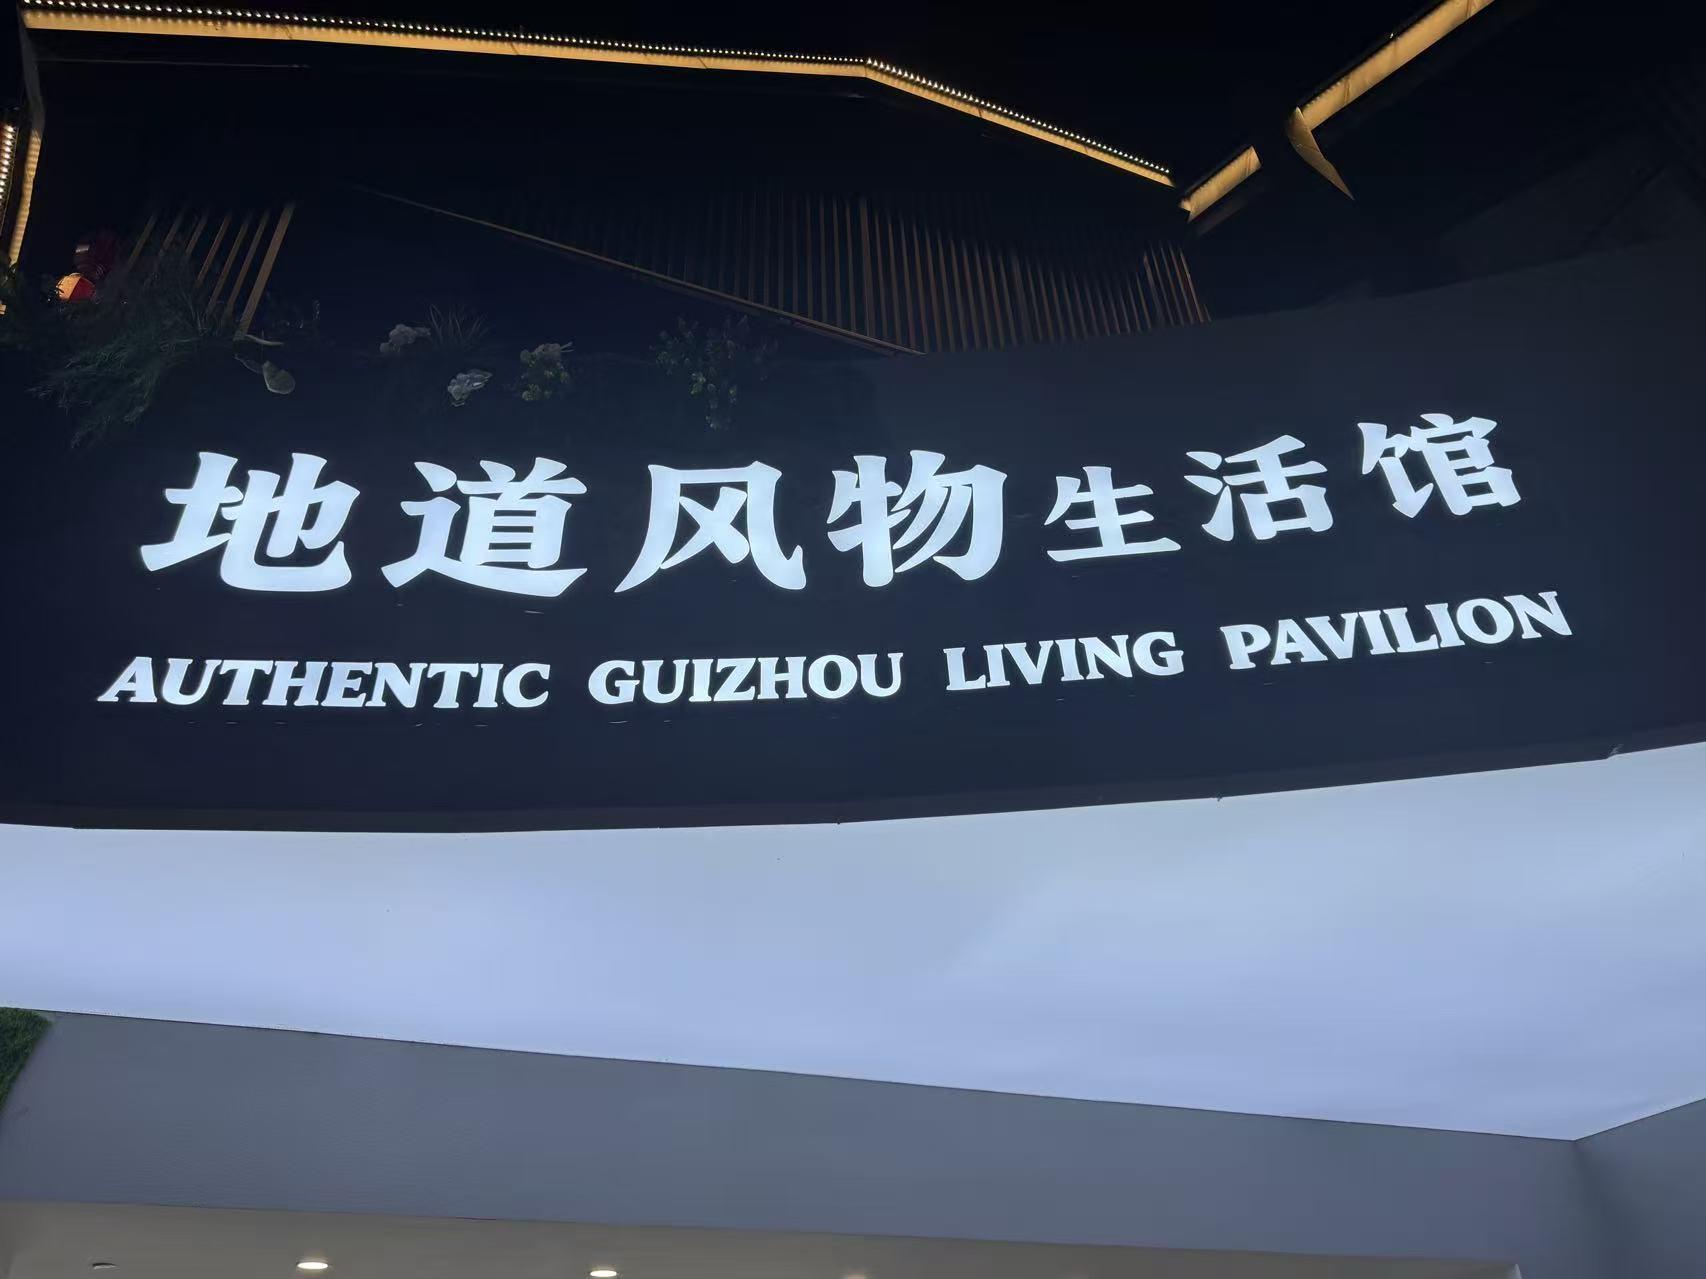 地道风物生活馆
AUTHENTIC GUIZHOU LIVING PAVILION